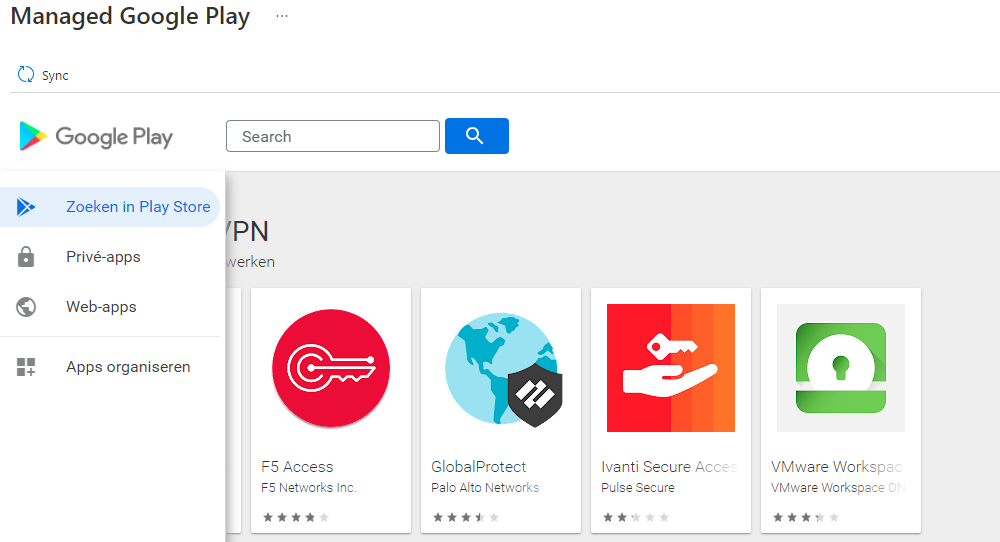 Managed Google Play ...
Sync
Google Play
Search
Zoeken in Play Store
Privé-apps
Web-apps
Apps organiseren
VPN
werken
F5 Access
F5 Networks Inc.
GlobalProtect
Palo Alto Networks
Ivanti Secure Acces
Pulse Secure
VMware Workspac
VMware Workspace ON